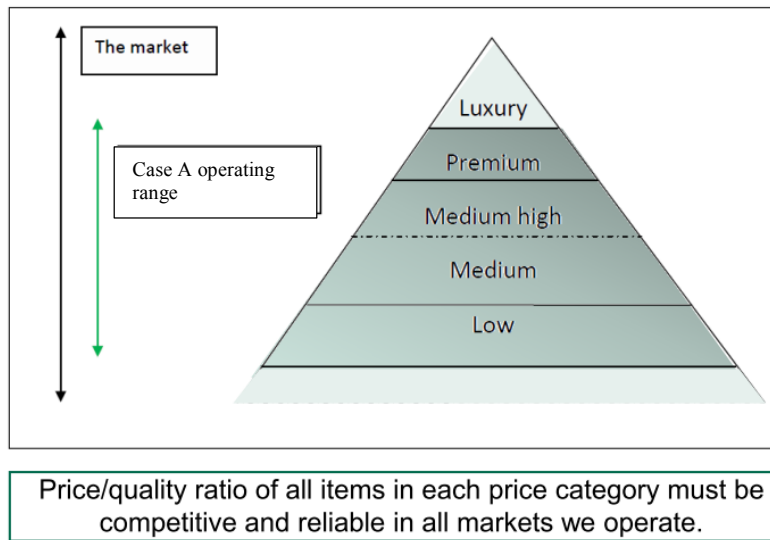 The market
Case A operating
range
Luxury
Premium
Medium high
Medium
Low
Price/quality ratio of all items in each price category must be
competitive and reliable in all markets we operate.